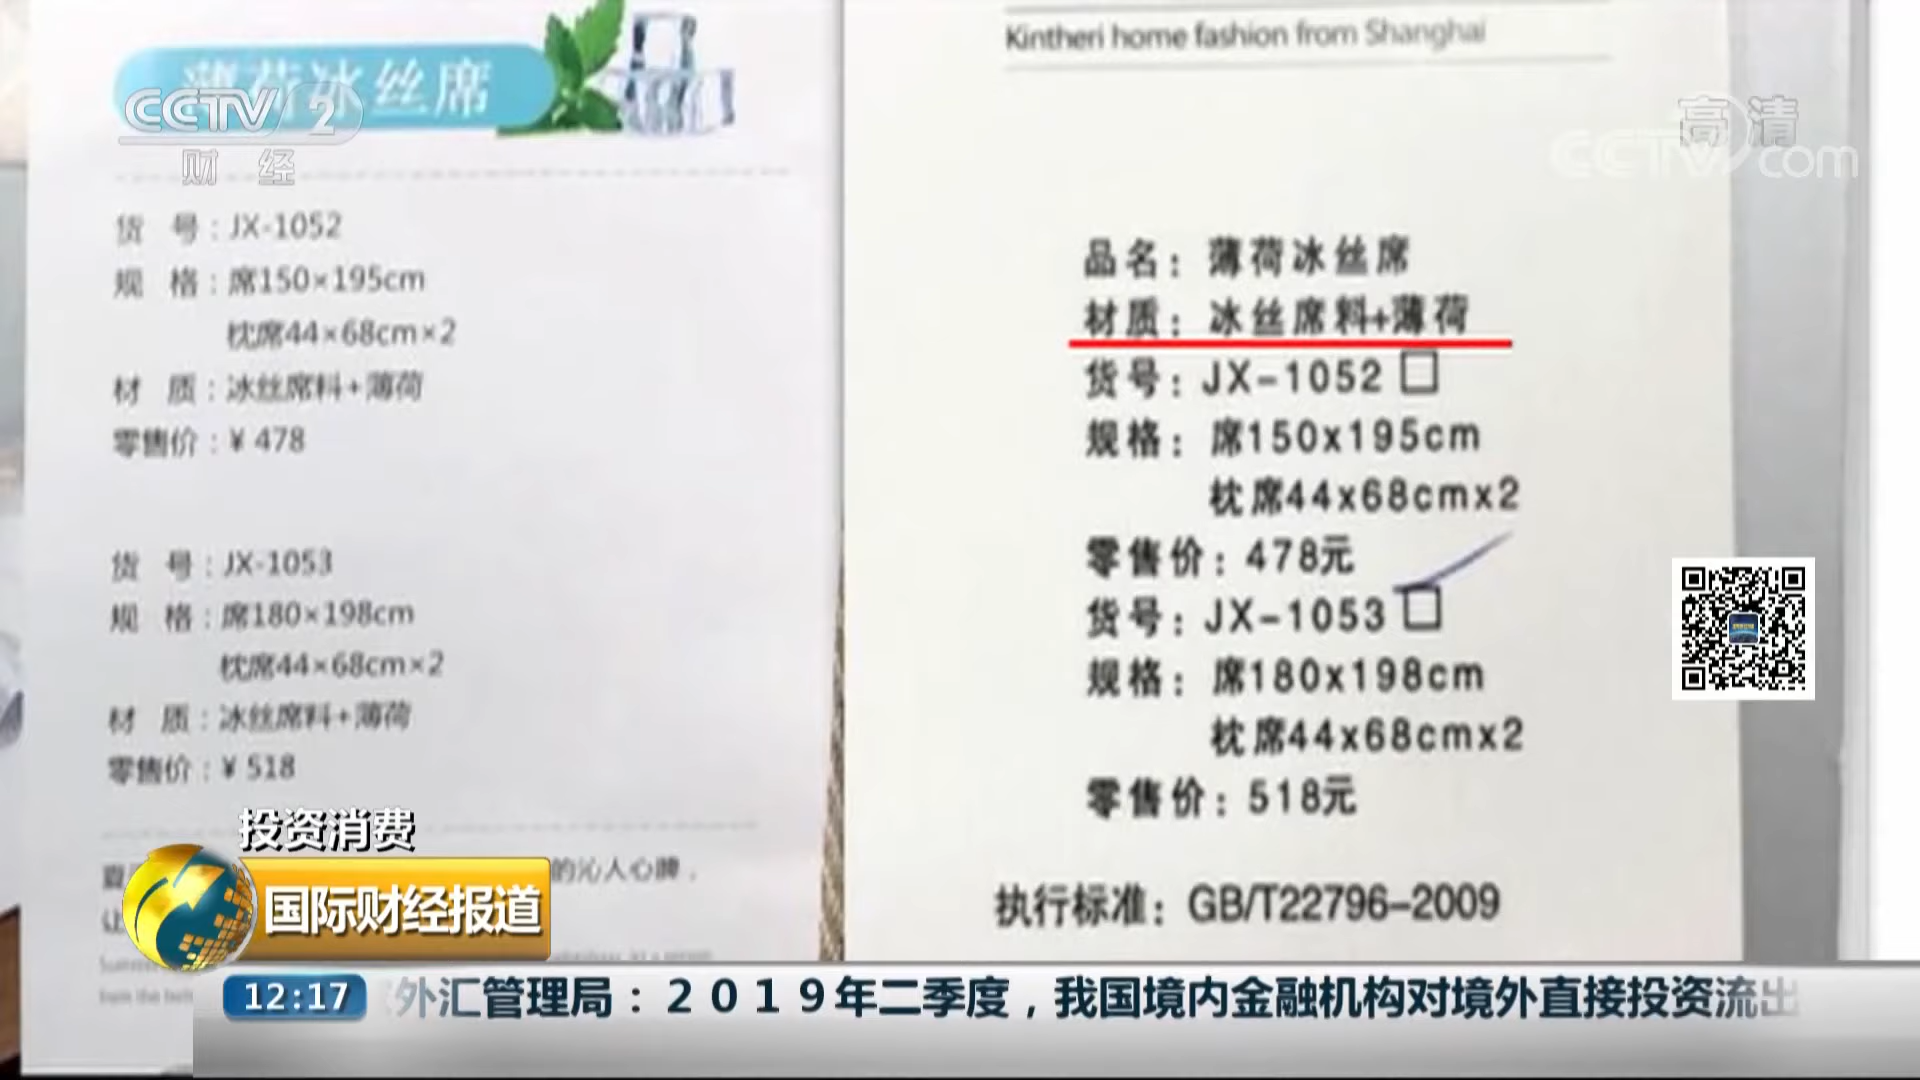 薄荷冰丝席
CCTV 2
财 经
货 号：JX-1052
规 格：席150×195cm
枕席44×68cm×2
材 质：冰丝席料+薄荷
零售价：¥ 478
货 号：JX-1053
规 格：席180×198cm
枕席44×68cm×2
材 质：冰丝席料+薄荷
零售价：¥ 518
的沁人心脾，
Kintheri home fashion from Shanghai
高清
CCTV.com
品名：薄荷冰丝席
材质：冰丝席料+薄荷
货号：JX-1052
规格：席150x195cm
枕席44x68cmx2
零售价：478元
货号：JX-1053
规格：席180x198cm
枕席44x68cmx2
零售价：518元
执行标准：GB/T22796-2009
投资消费
国际财经报道
12:17 外汇管理局：２０１９年二季度，我国境内金融机构对境外直接投资流出